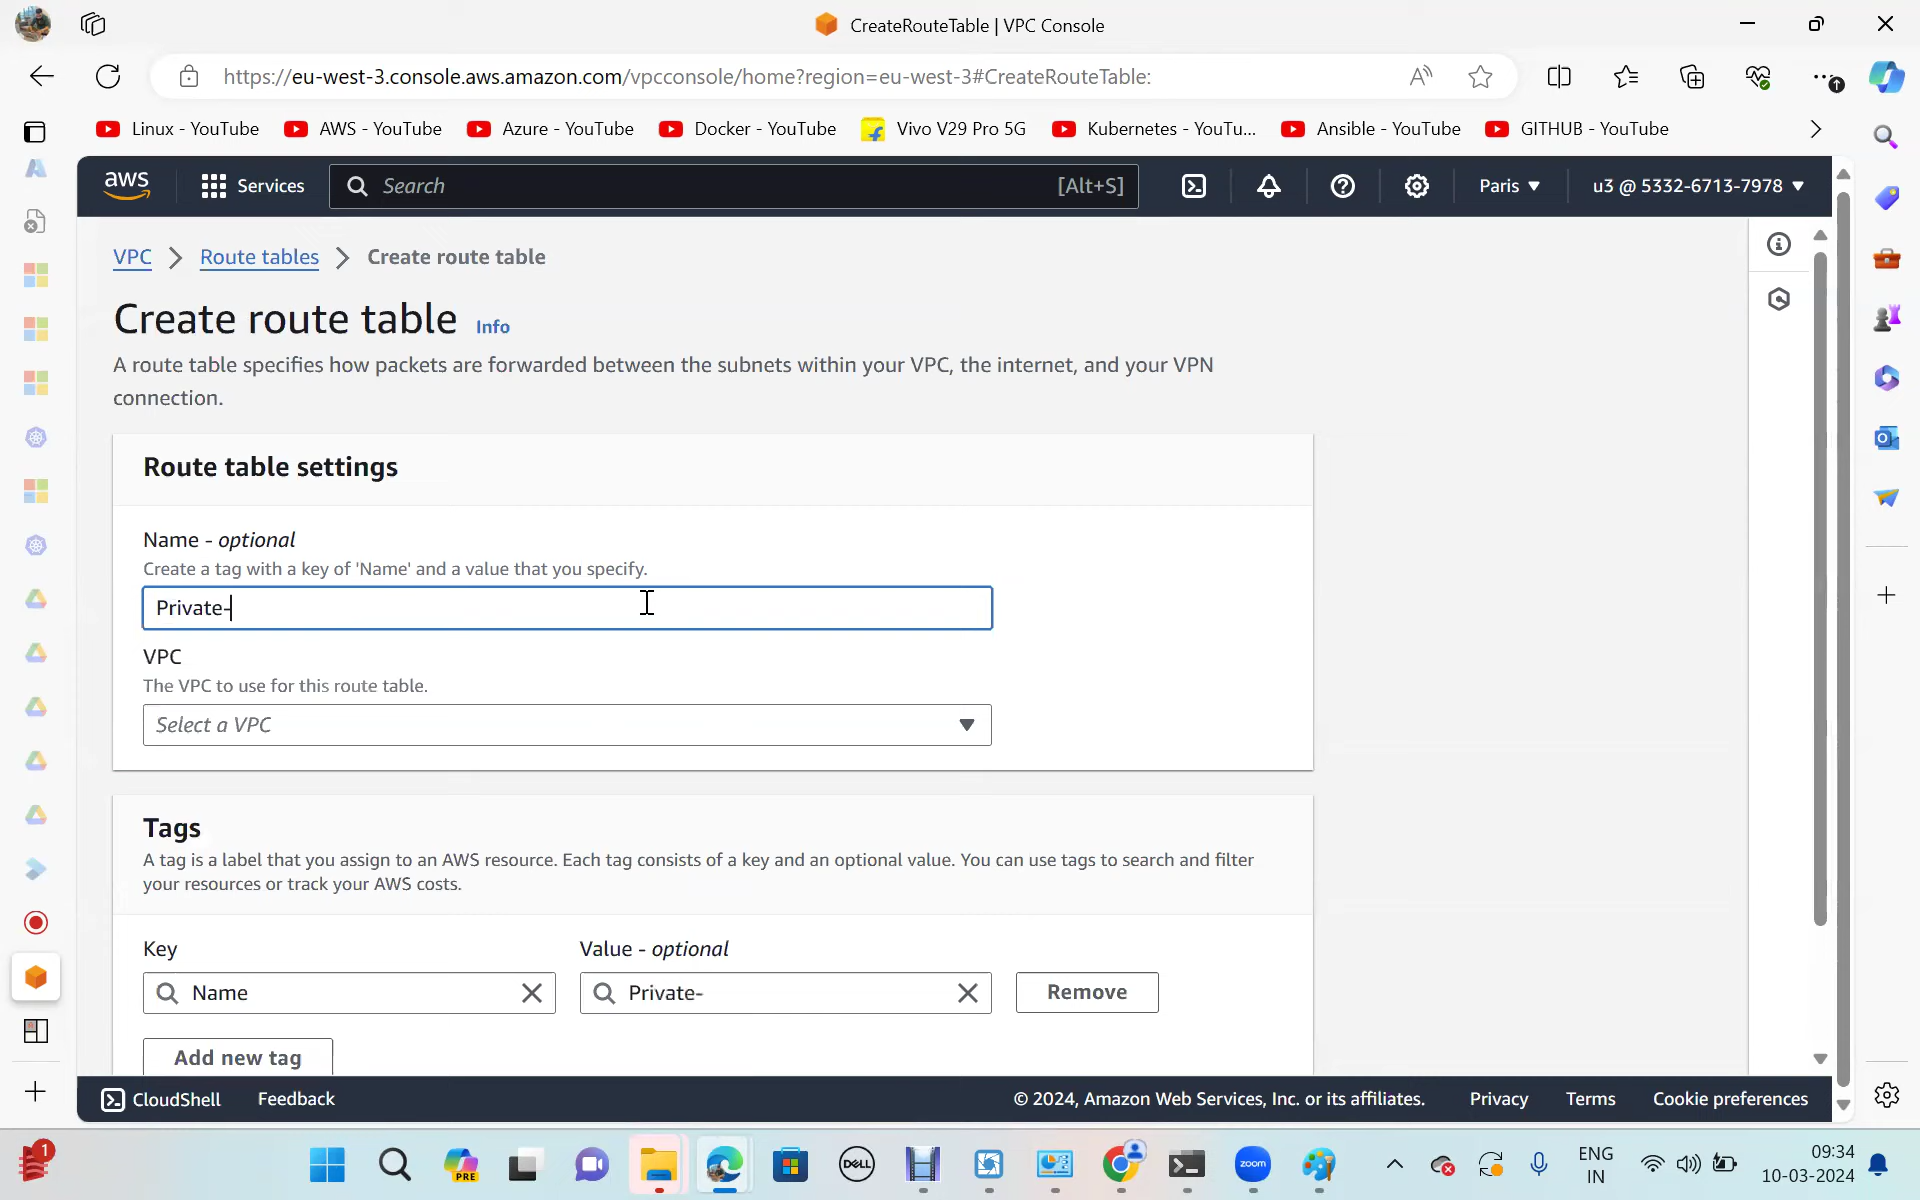 CreateRouteTable | VPC Console
https://eu-west-3.console.aws.amazon.com/vpcconsole/home?region=eu-west-3#CreateRouteTable:
Linux - YouTube
AWS - YouTube
Azure - YouTube
Docker - YouTube
Vivo V29 Pro 5G
Kubernetes - YouTu...
Ansible - YouTube
GITHUB - YouTube
aws
Services
Search
[Alt+S]
Paris
u3 @ 5332-6713-7978
VPC
Route tables
Create route table
Create route table
Info
A route table specifies how packets are forwarded between the subnets within your VPC, the internet, and your VPN
connection.
Route table settings
Name - optional
Create a tag with a key of 'Name' and a value that you specify.
Private-
VPC
The VPC to use for this route table.
Select a VPC
Tags
A tag is a label that you assign to an AWS resource. Each tag consists of a key and an optional value. You can use tags to search and filter
your resources or track your AWS costs.
Key
Value - optional
Name
Private-
Remove
Add new tag
CloudShell
Feedback
© 2024, Amazon Web Services, Inc. or its affiliates.
Privacy
Terms
Cookie preferences
1
PRE
DELL
zoom
ENG
IN
09:34
10-03-2024